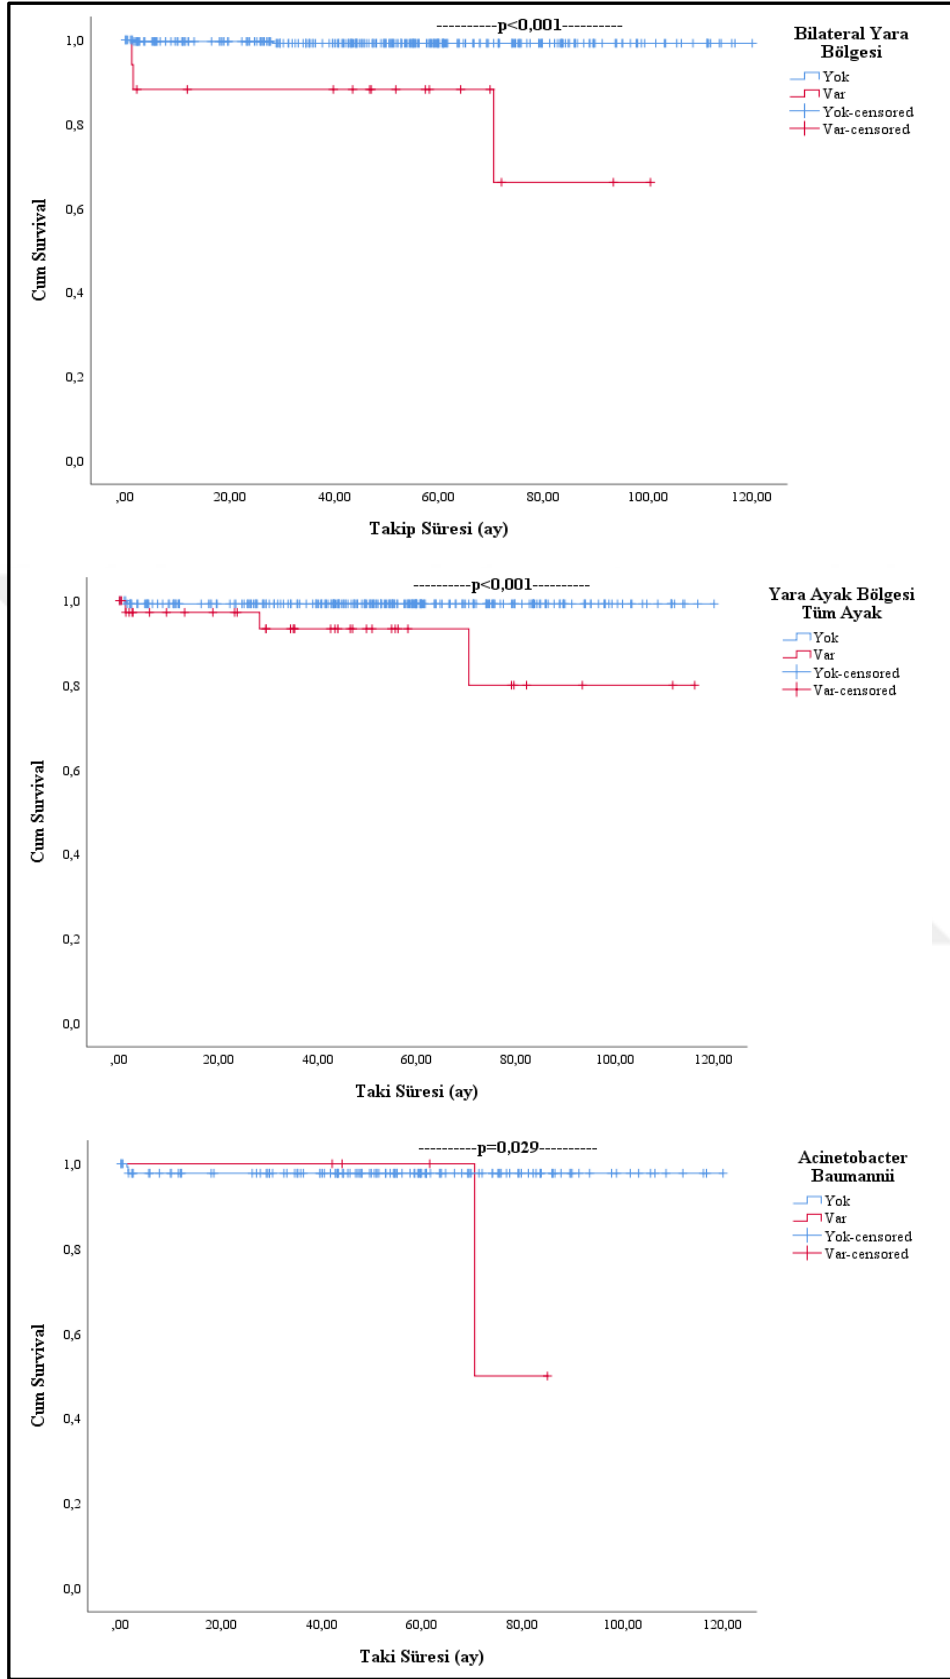 ----------p<0,001----------
Bilateral Yara
Bölgesi
Yok
Var
Yok-censored
Var-censored
1,0
0,8
0,6
0,4
0,2
0,0
Cum Survival
,00 20,00 40,00 60,00 80,00 100,00 120,00
Takip Süresi (ay)
----------p<0,001----------
Yara Ayak Bölgesi
Tüm Ayak
Yok
Var
Yok-censored
Var-censored
1,0
0,8
0,6
0,4
0,2
0,0
Cum Survival
,00 20,00 40,00 60,00 80,00 100,00 120,00
Taki Süresi (ay)
----------p=0,029----------
Acinetobacter
Baumannii
Yok
Var
Yok-censored
Var-censored
1,0
0,8
0,6
0,4
0,2
0,0
Cum Survival
,00 20,00 40,00 60,00 80,00 100,00 120,00
Taki Süresi (ay)